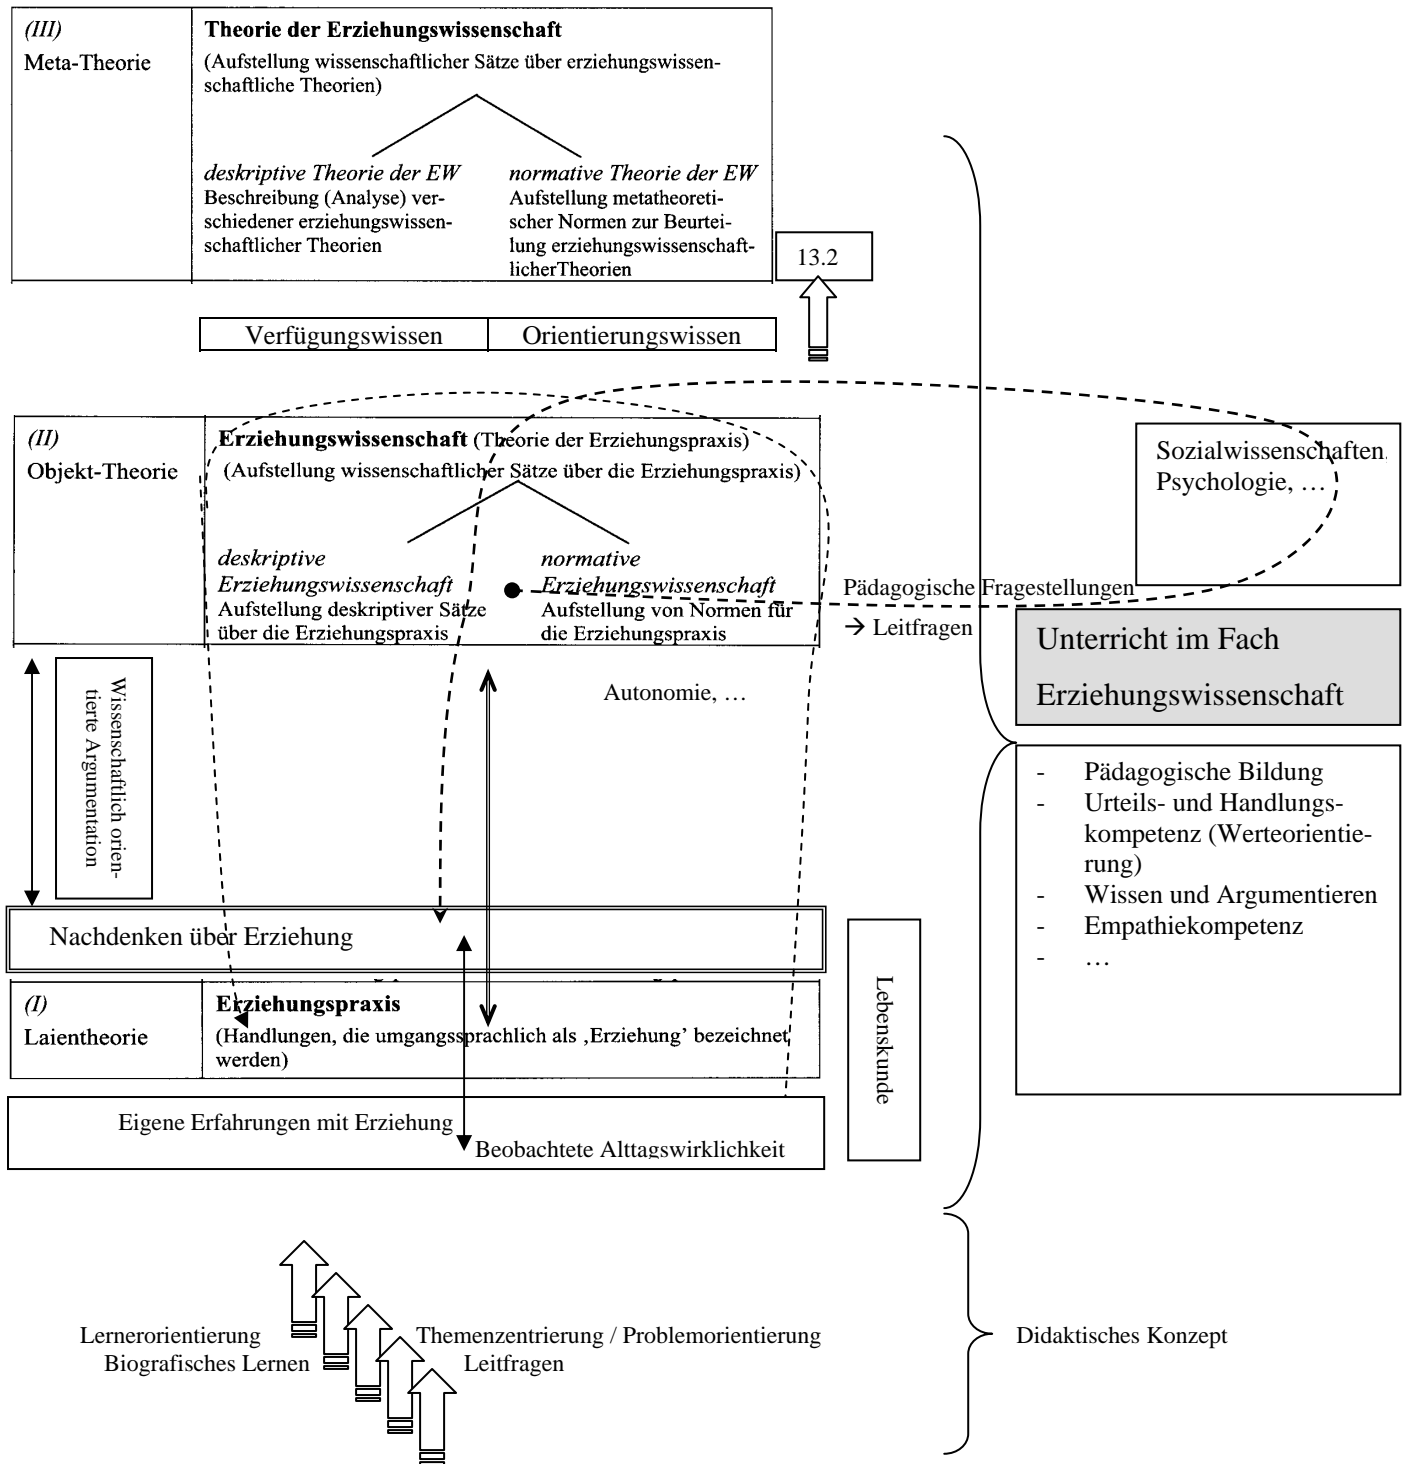 (III)
Meta-Theorie
Theorie der Erziehungswissenschaft
(Aufstellung wissenschaftlicher Sätze über erziehungswissen-
schaftliche Theorien)
deskriptive Theorie der EW
Beschreibung (Analyse) ver-
schiedener erziehungswissen-
schaftlicher Theorien
normative Theorie der EW
Aufstellung metatheoreti-
scher Normen zur Beurtei-
lung erziehungswissenschaft-
licherTheorien
13.2
Verfügungswissen
Orientierungswissen
(II)
Objekt-Theorie
Erziehungswissenschaft (Theorie der Erziehungspraxis)
(Aufstellung wissenschaftlicher Sätze über die Erziehungspraxis)
deskriptive
Erziehungswissenschaft
Aufstellung deskriptiver Sätze
über die Erziehungspraxis
normative
Erziehungswissenschaft
Aufstellung von Normen für
die Erziehungspraxis
Sozialwissenschaften,
Psychologie, …
Pädagogische Fragestellungen
→ Leitfragen
Unterricht im Fach
Erziehungswissenschaft
Wissenschaftlich orien-
tierte Argumentation
Autonomie, …
- Pädagogische Bildung
- Urteils- und Handlungs-
kompetenz (Werteorientie-
rung)
- Wissen und Argumentieren
- Empathiekompetenz
- …
Nachdenken über Erziehung
Lebenskunde
(I)
Laientheorie
Erziehungspraxis
(Handlungen, die umgangssprachlich als ‚Erziehung’ bezeichnet
werden)
Eigene Erfahrungen mit Erziehung
Beobachtete Alttagswirklichkeit
Lernerorientierung
Biografisches Lernen
Themenzentrierung / Problemorientierung
Leitfragen
Didaktisches Konzept